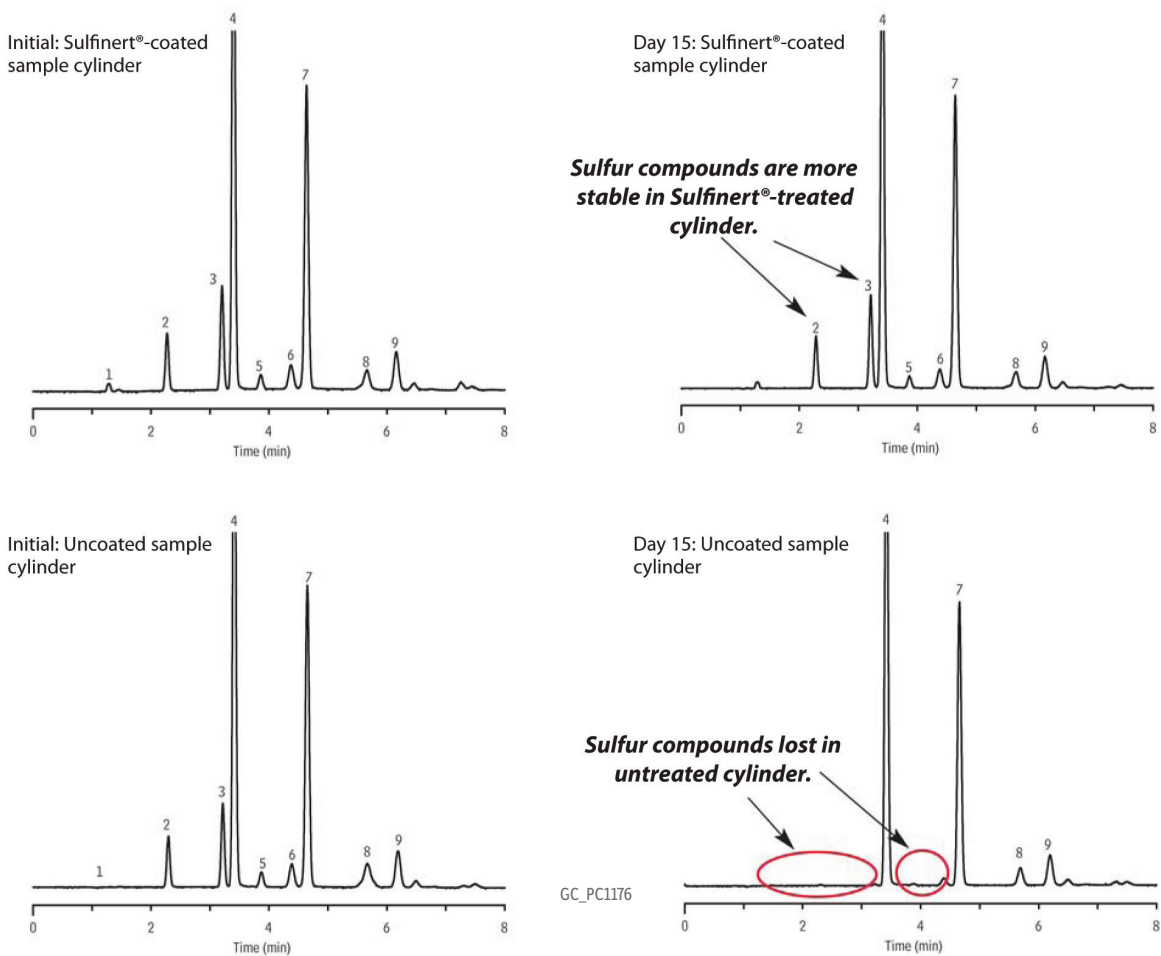 Initial: Sulfinert®-coated
sample cylinder
4
7
3
2
9
6
8
5
1
0
2
4
6
8
Time (min)
Day 15: Sulfinert®-coated
sample cylinder
4
7
Sulfur compounds are more
stable in Sulfinert®-treated
cylinder.
3
2
9
6
8
5
0
2
4
6
8
Time (min)
Initial: Uncoated sample
cylinder
4
7
3
2
9
6
8
5
1
0
2
4
6
8
Time (min)
Day 15: Uncoated sample
cylinder
4
7
Sulfur compounds lost in
untreated cylinder.
9
8
0
2
4
6
8
Time (min)
GC_PC1176